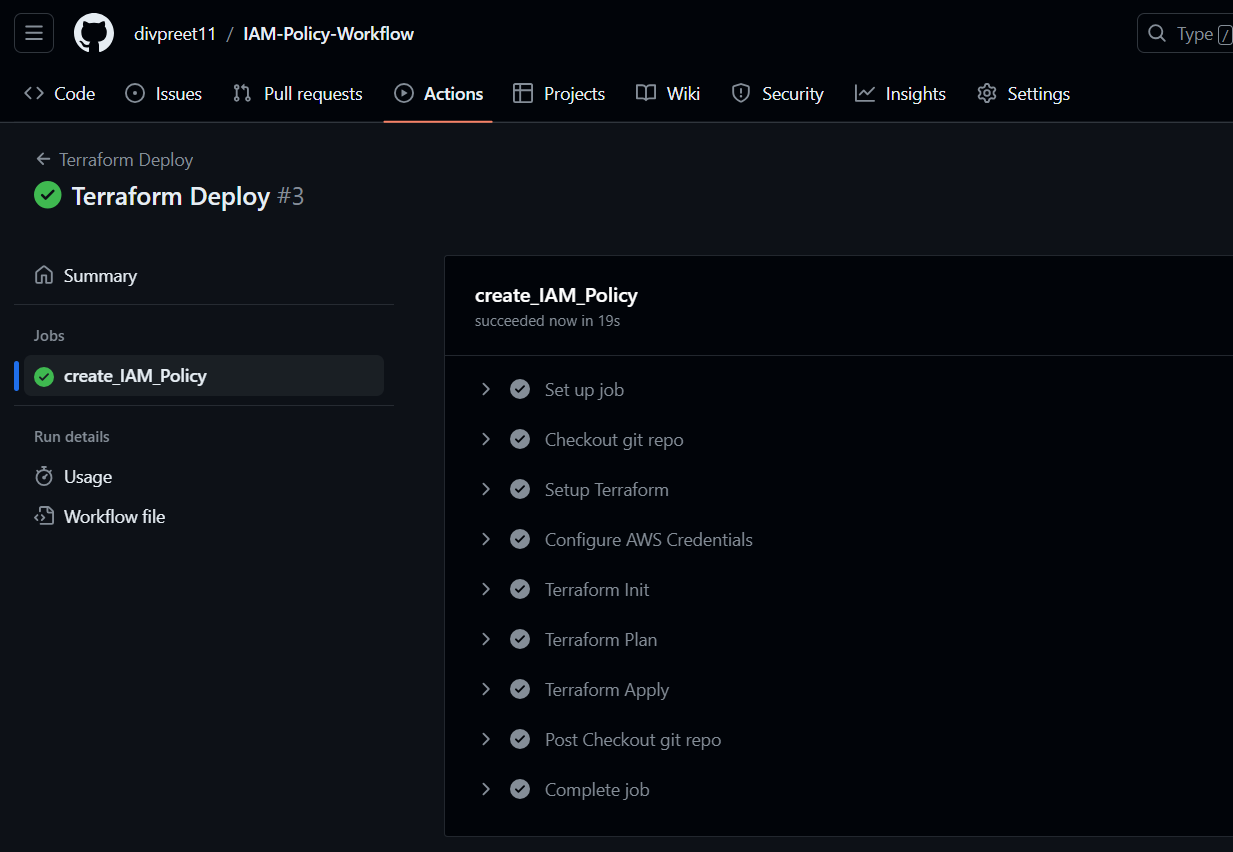 divpreet11 / IAM-Policy-Workflow
Type /
Code Issues Pull requests Actions Projects Wiki Security Insights Settings
Terraform Deploy
Terraform Deploy #3
Summary
Jobs
create_IAM_Policy
Run details
Usage
Workflow file
create_IAM_Policy
succeeded now in 19s
Set up job
Checkout git repo
Setup Terraform
Configure AWS Credentials
Terraform Init
Terraform Plan
Terraform Apply
Post Checkout git repo
Complete job